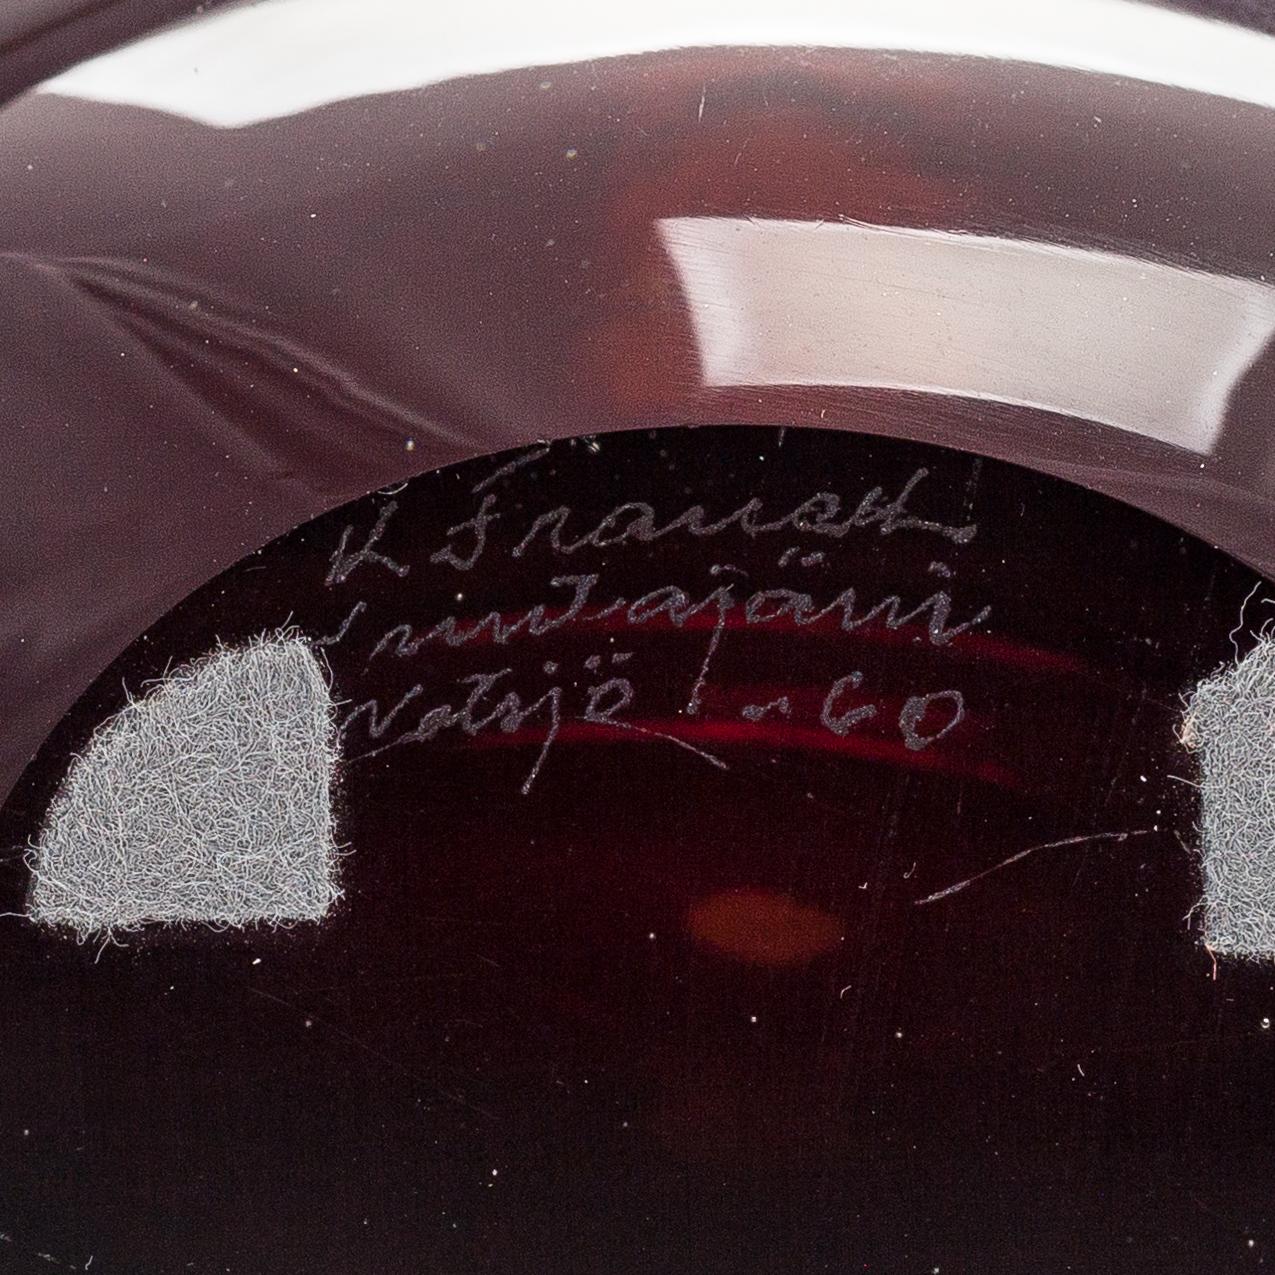 K Franck
Nuutajärvi
Notsjö -60